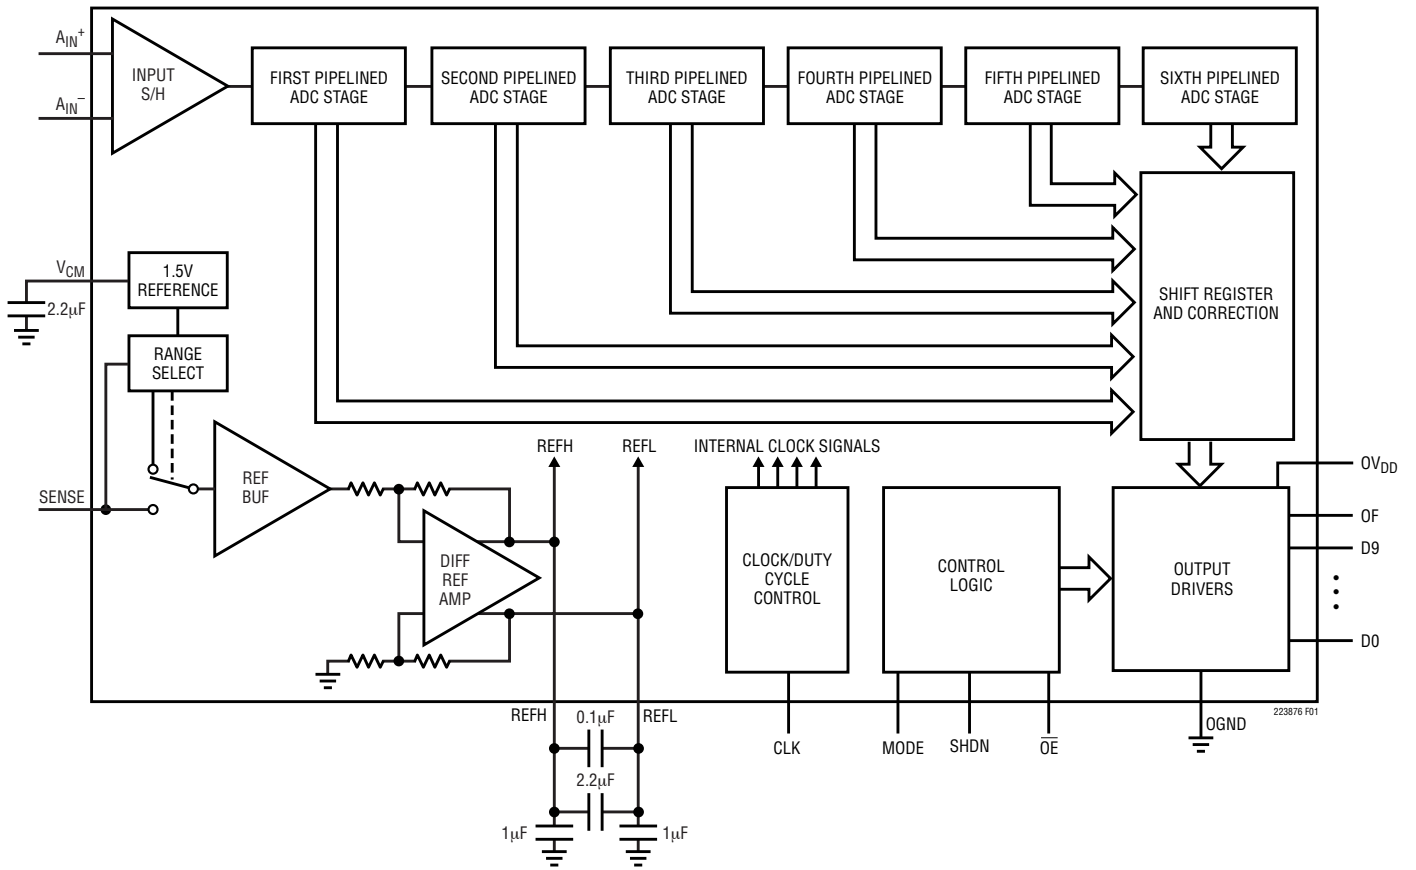 AIN+
AIN−
INPUT
S/H
FIRST PIPELINED
ADC STAGE
SECOND PIPELINED
ADC STAGE
THIRD PIPELINED
ADC STAGE
FOURTH PIPELINED
ADC STAGE
FIFTH PIPELINED
ADC STAGE
SIXTH PIPELINED
ADC STAGE
VCM
2.2µF
1.5V
REFERENCE
RANGE
SELECT
SHIFT REGISTER
AND CORRECTION
SENSE
REF
BUF
DIFF
REF
AMP
REFH
REFL
INTERNAL CLOCK SIGNALS
CLOCK/DUTY
CYCLE
CONTROL
CONTROL
LOGIC
OUTPUT
DRIVERS
OVDD
OF
D9
D0
REFH
0.1µF
REFL
2.2µF
1µF
1µF
CLK
MODE
SHDN
O̅E̅
OGND
223876 F01